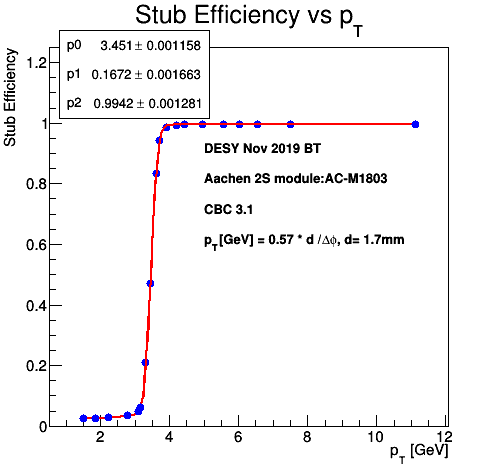 Stub Efficiency vs pT
p0 3.451 ± 0.001158
p1 0.1672 ± 0.001663
p2 0.9942 ± 0.001281
Stub Efficiency
1.2
1
0.8
0.6
0.4
0.2
0
DESY Nov 2019 BT
Aachen 2S module:AC-M1803
CBC 3.1
pT[GeV] = 0.57 * d /Δϕ, d= 1.7mm
2 4 6 8 10 12
pT [GeV]